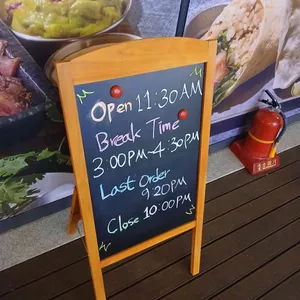 Open 11:30AM
Break Time
3:00PM~4:30PM
Last Order
9:20PM
Close 10:00PM